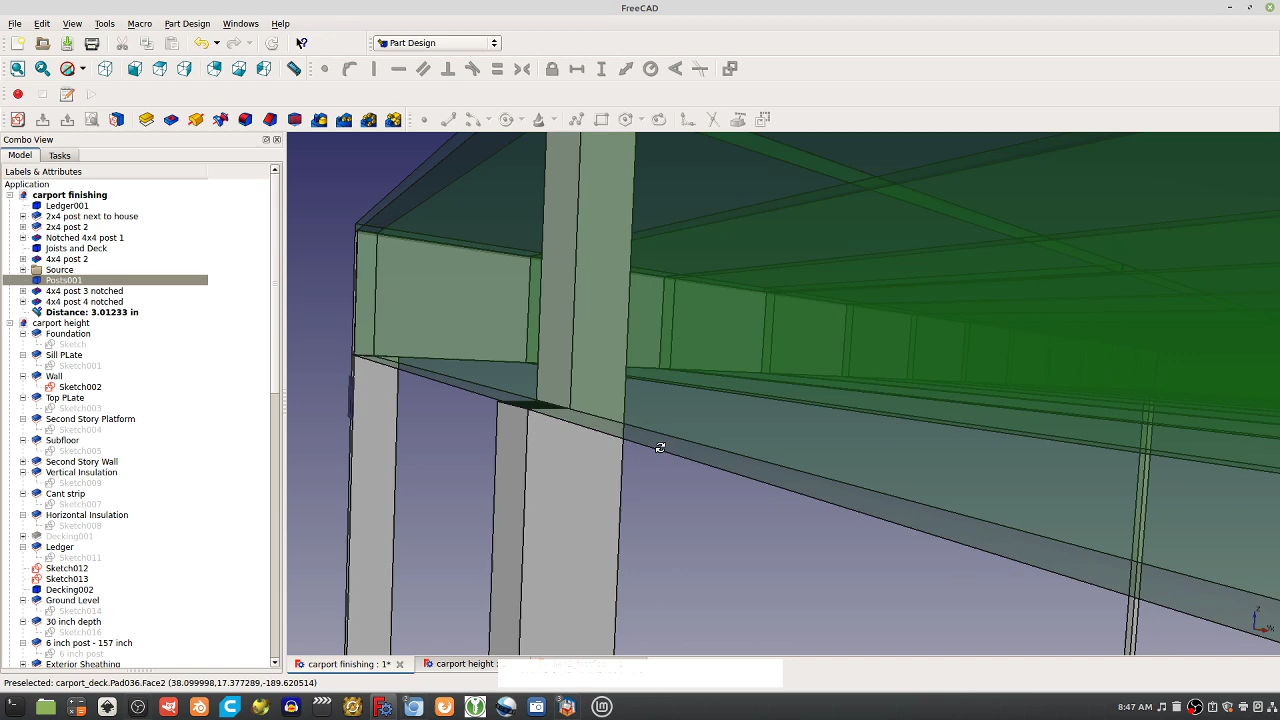 FreeCAD
File Edit View Tools Macro Part Design Windows Help
Part Design
Combo View
Model Tasks
Labels & Attributes
Application
carport finishing
Ledger001
2x4 post next to house
2x4 post 2
Notched 4x4 post 1
Joists and Deck
4x4 post 2
Source
Posts001
4x4 post 3 notched
4x4 post 4 notched
Distance: 3.01233 in
carport height
Foundation
Sketch
Sill PLate
Sketch001
Wall
Sketch002
Top PLate
Sketch003
Second Story Platform
Sketch004
Subfloor
Sketch005
Second Story Wall
Vertical Insulation
Sketch009
Cant strip
Sketch007
Horizontal Insulation
Sketch008
Decking001
Ledger
Sketch011
Sketch012
Sketch013
Decking002
Ground Level
Sketch014
30 inch depth
Sketch016
6 inch post - 157 inch
6 inch post
Exterior Sheathing
carport finishing : 1*
carport height :
Preselected: carport_deck.Pad036.Face2 (38.099998,17.377289,-189.620514)
8:47 AM